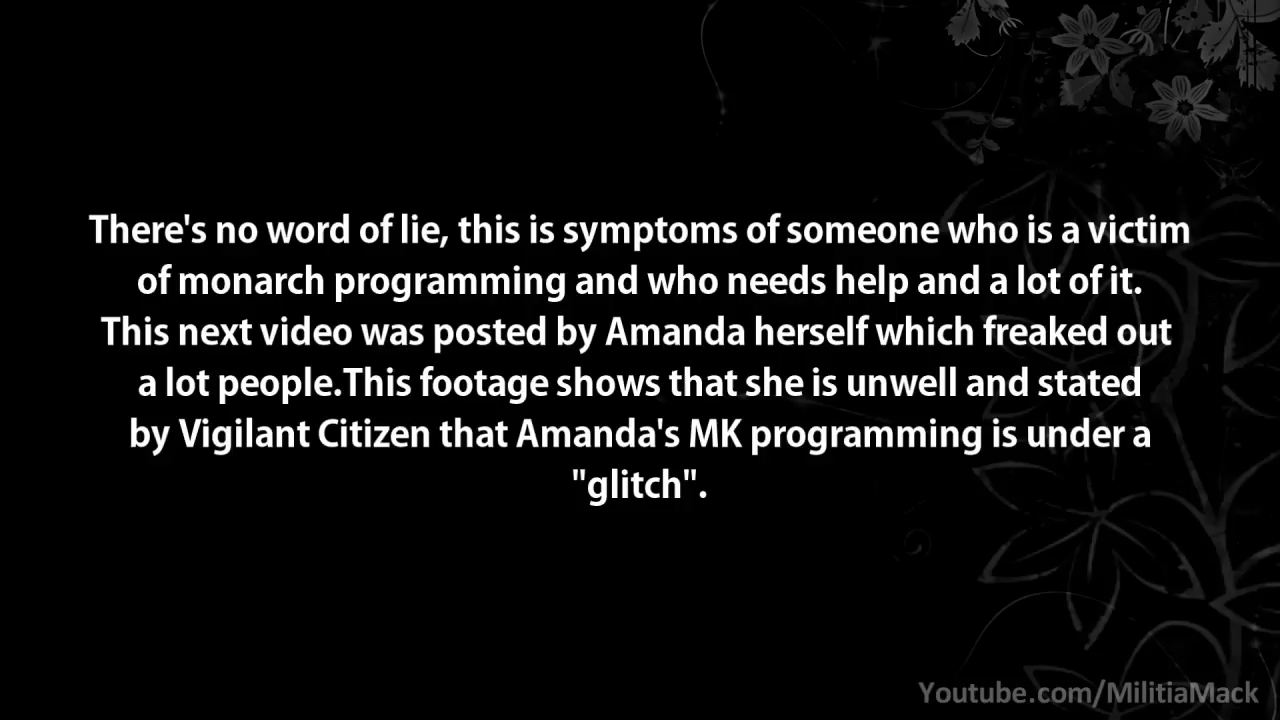 There's no word of lie, this is symptoms of someone who is a victim
of monarch programming and who needs help and a lot of it.
This next video was posted by Amanda herself which freaked out
a lot people.This footage shows that she is unwell and stated
by Vigilant Citizen that Amanda's MK programming is under a
"glitch".
Youtube.com/MilitiaMack